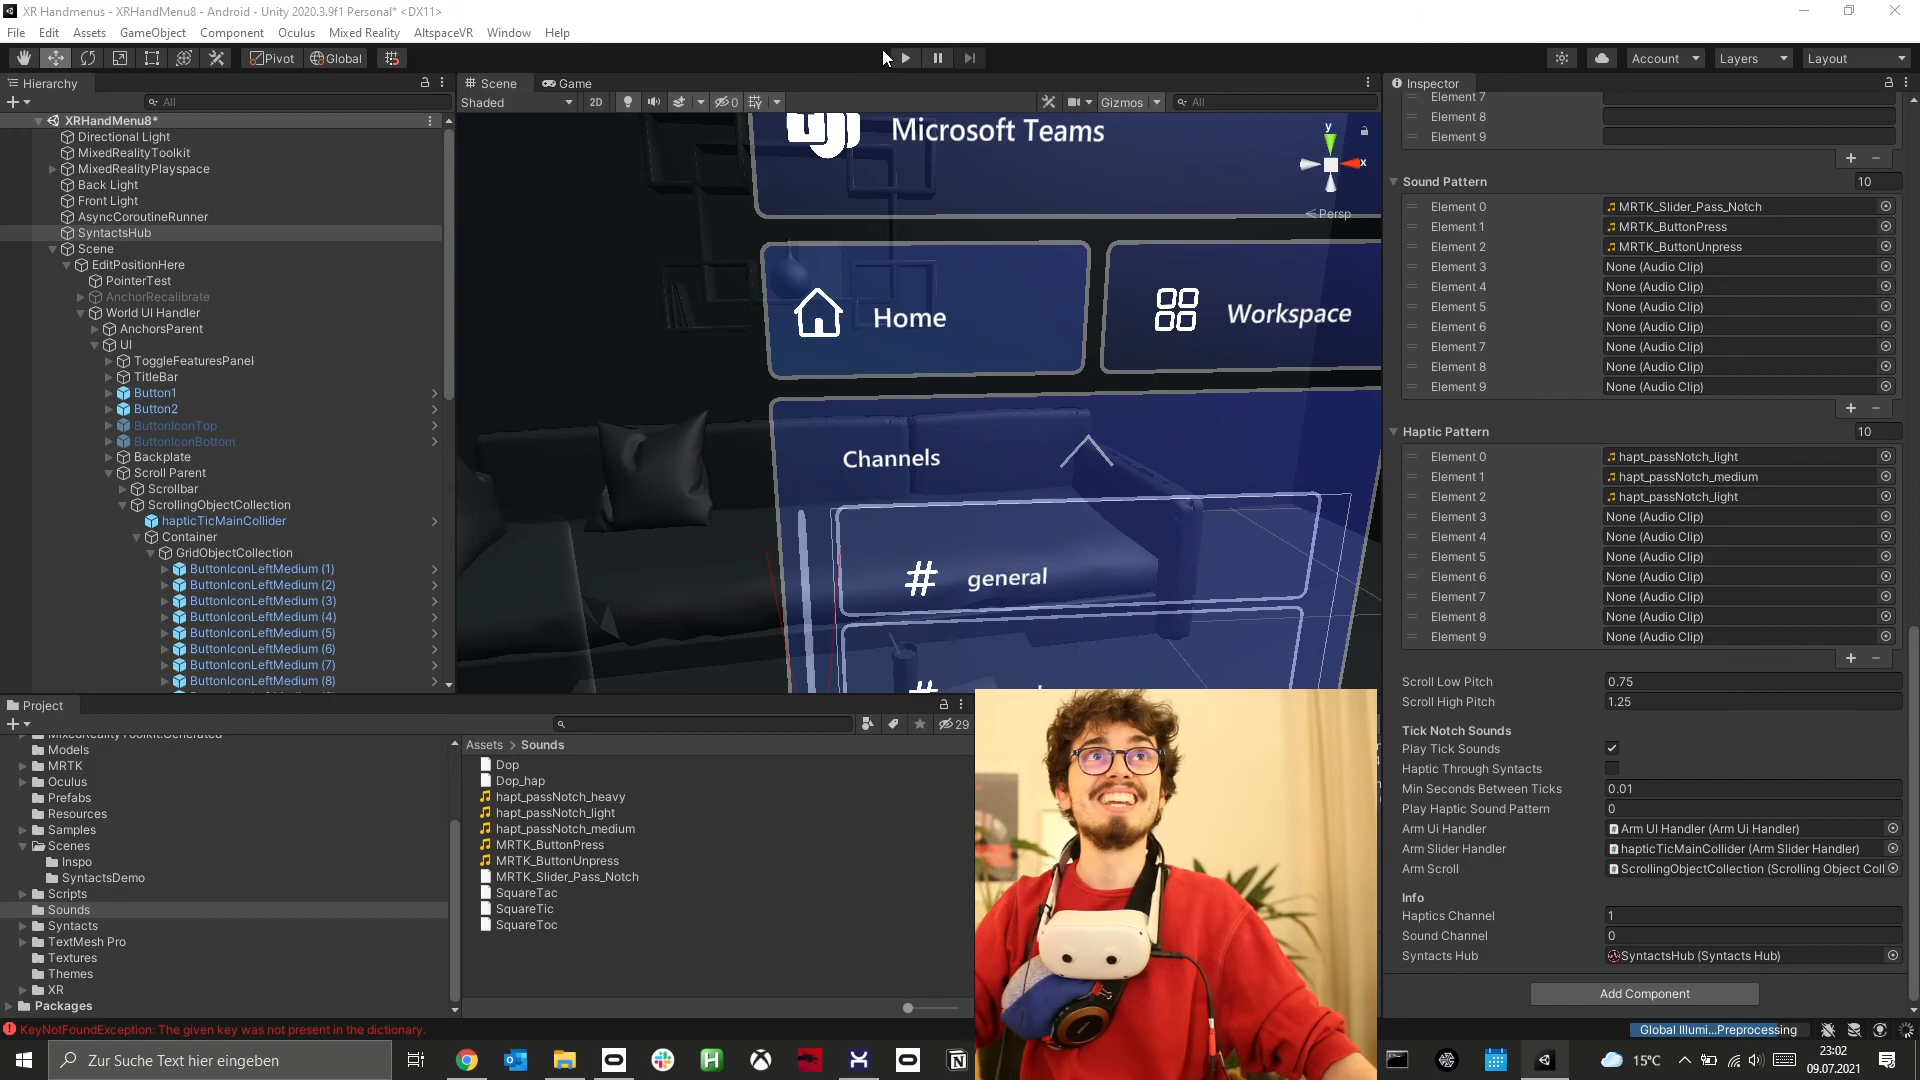 XR Handmenus - XRHandMenu8 - Android - Unity 2020.3.9f1 Personal* <DX11>
File Edit Assets GameObject Component Oculus Mixed Reality AltspaceVR Window Help
Pivot Global
Account Layers Layout
Hierarchy
All
XRHandMenu8*
Directional Light
MixedRealityToolkit
MixedRealityPlayspace
Back Light
Front Light
AsyncCoroutineRunner
SyntactsHub
Scene
EditPositionHere
PointerTest
AnchorRecalibrate
World UI Handler
AnchorsParent
UI
ToggleFeaturesPanel
TitleBar
Button1
Button2
ButtonIconTop
ButtonIconBottom
Backplate
Scroll Parent
Scrollbar
ScrollingObjectCollection
hapticTicMainCollider
Container
GridObjectCollection
ButtonIconLeftMedium (1)
ButtonIconLeftMedium (2)
ButtonIconLeftMedium (3)
ButtonIconLeftMedium (4)
ButtonIconLeftMedium (5)
ButtonIconLeftMedium (6)
ButtonIconLeftMedium (7)
ButtonIconLeftMedium (8)
Scene Game
Shaded 2D 0 Gizmos All
Microsoft Teams
y
x
Persp
Home
Workspace
Channels
# general
#
Inspector
Element 7
Element 8
Element 9
Sound Pattern 10
Element 0 MRTK_Slider_Pass_Notch
Element 1 MRTK_ButtonPress
Element 2 MRTK_ButtonUnpress
Element 3 None (Audio Clip)
Element 4 None (Audio Clip)
Element 5 None (Audio Clip)
Element 6 None (Audio Clip)
Element 7 None (Audio Clip)
Element 8 None (Audio Clip)
Element 9 None (Audio Clip)
Haptic Pattern 10
Element 0 hapt_passNotch_light
Element 1 hapt_passNotch_medium
Element 2 hapt_passNotch_light
Element 3 None (Audio Clip)
Element 4 None (Audio Clip)
Element 5 None (Audio Clip)
Element 6 None (Audio Clip)
Element 7 None (Audio Clip)
Element 8 None (Audio Clip)
Element 9 None (Audio Clip)
Scroll Low Pitch 0.75
Scroll High Pitch 1.25
Tick Notch Sounds
Play Tick Sounds
Haptic Through Syntacts
Min Seconds Between Ticks 0.01
Play Haptic Sound Pattern 0
Arm Ui Handler Arm UI Handler (Arm Ui Handler)
Arm Slider Handler hapticTicMainCollider (Arm Slider Handler)
Arm Scroll ScrollingObjectCollection (Scrolling Object Coll
Info
Haptics Channel 1
Sound Channel 0
Syntacts Hub SyntactsHub (Syntacts Hub)
Add Component
Project
29
MixedRealityToolkit.Generated
Models
MRTK
Oculus
Prefabs
Resources
Samples
Scenes
Inspo
SyntactsDemo
Scripts
Sounds
Syntacts
TextMesh Pro
Textures
Themes
XR
Packages
Assets > Sounds
Dop
Dop_hap
hapt_passNotch_heavy
hapt_passNotch_light
hapt_passNotch_medium
MRTK_ButtonPress
MRTK_ButtonUnpress
MRTK_Slider_Pass_Notch
SquareTac
SquareTic
SquareToc
KeyNotFoundException: The given key was not present in the dictionary.
Global Illumi...Preprocessing
Zur Suche Text hier eingeben
15°C
23:02
09.07.2021